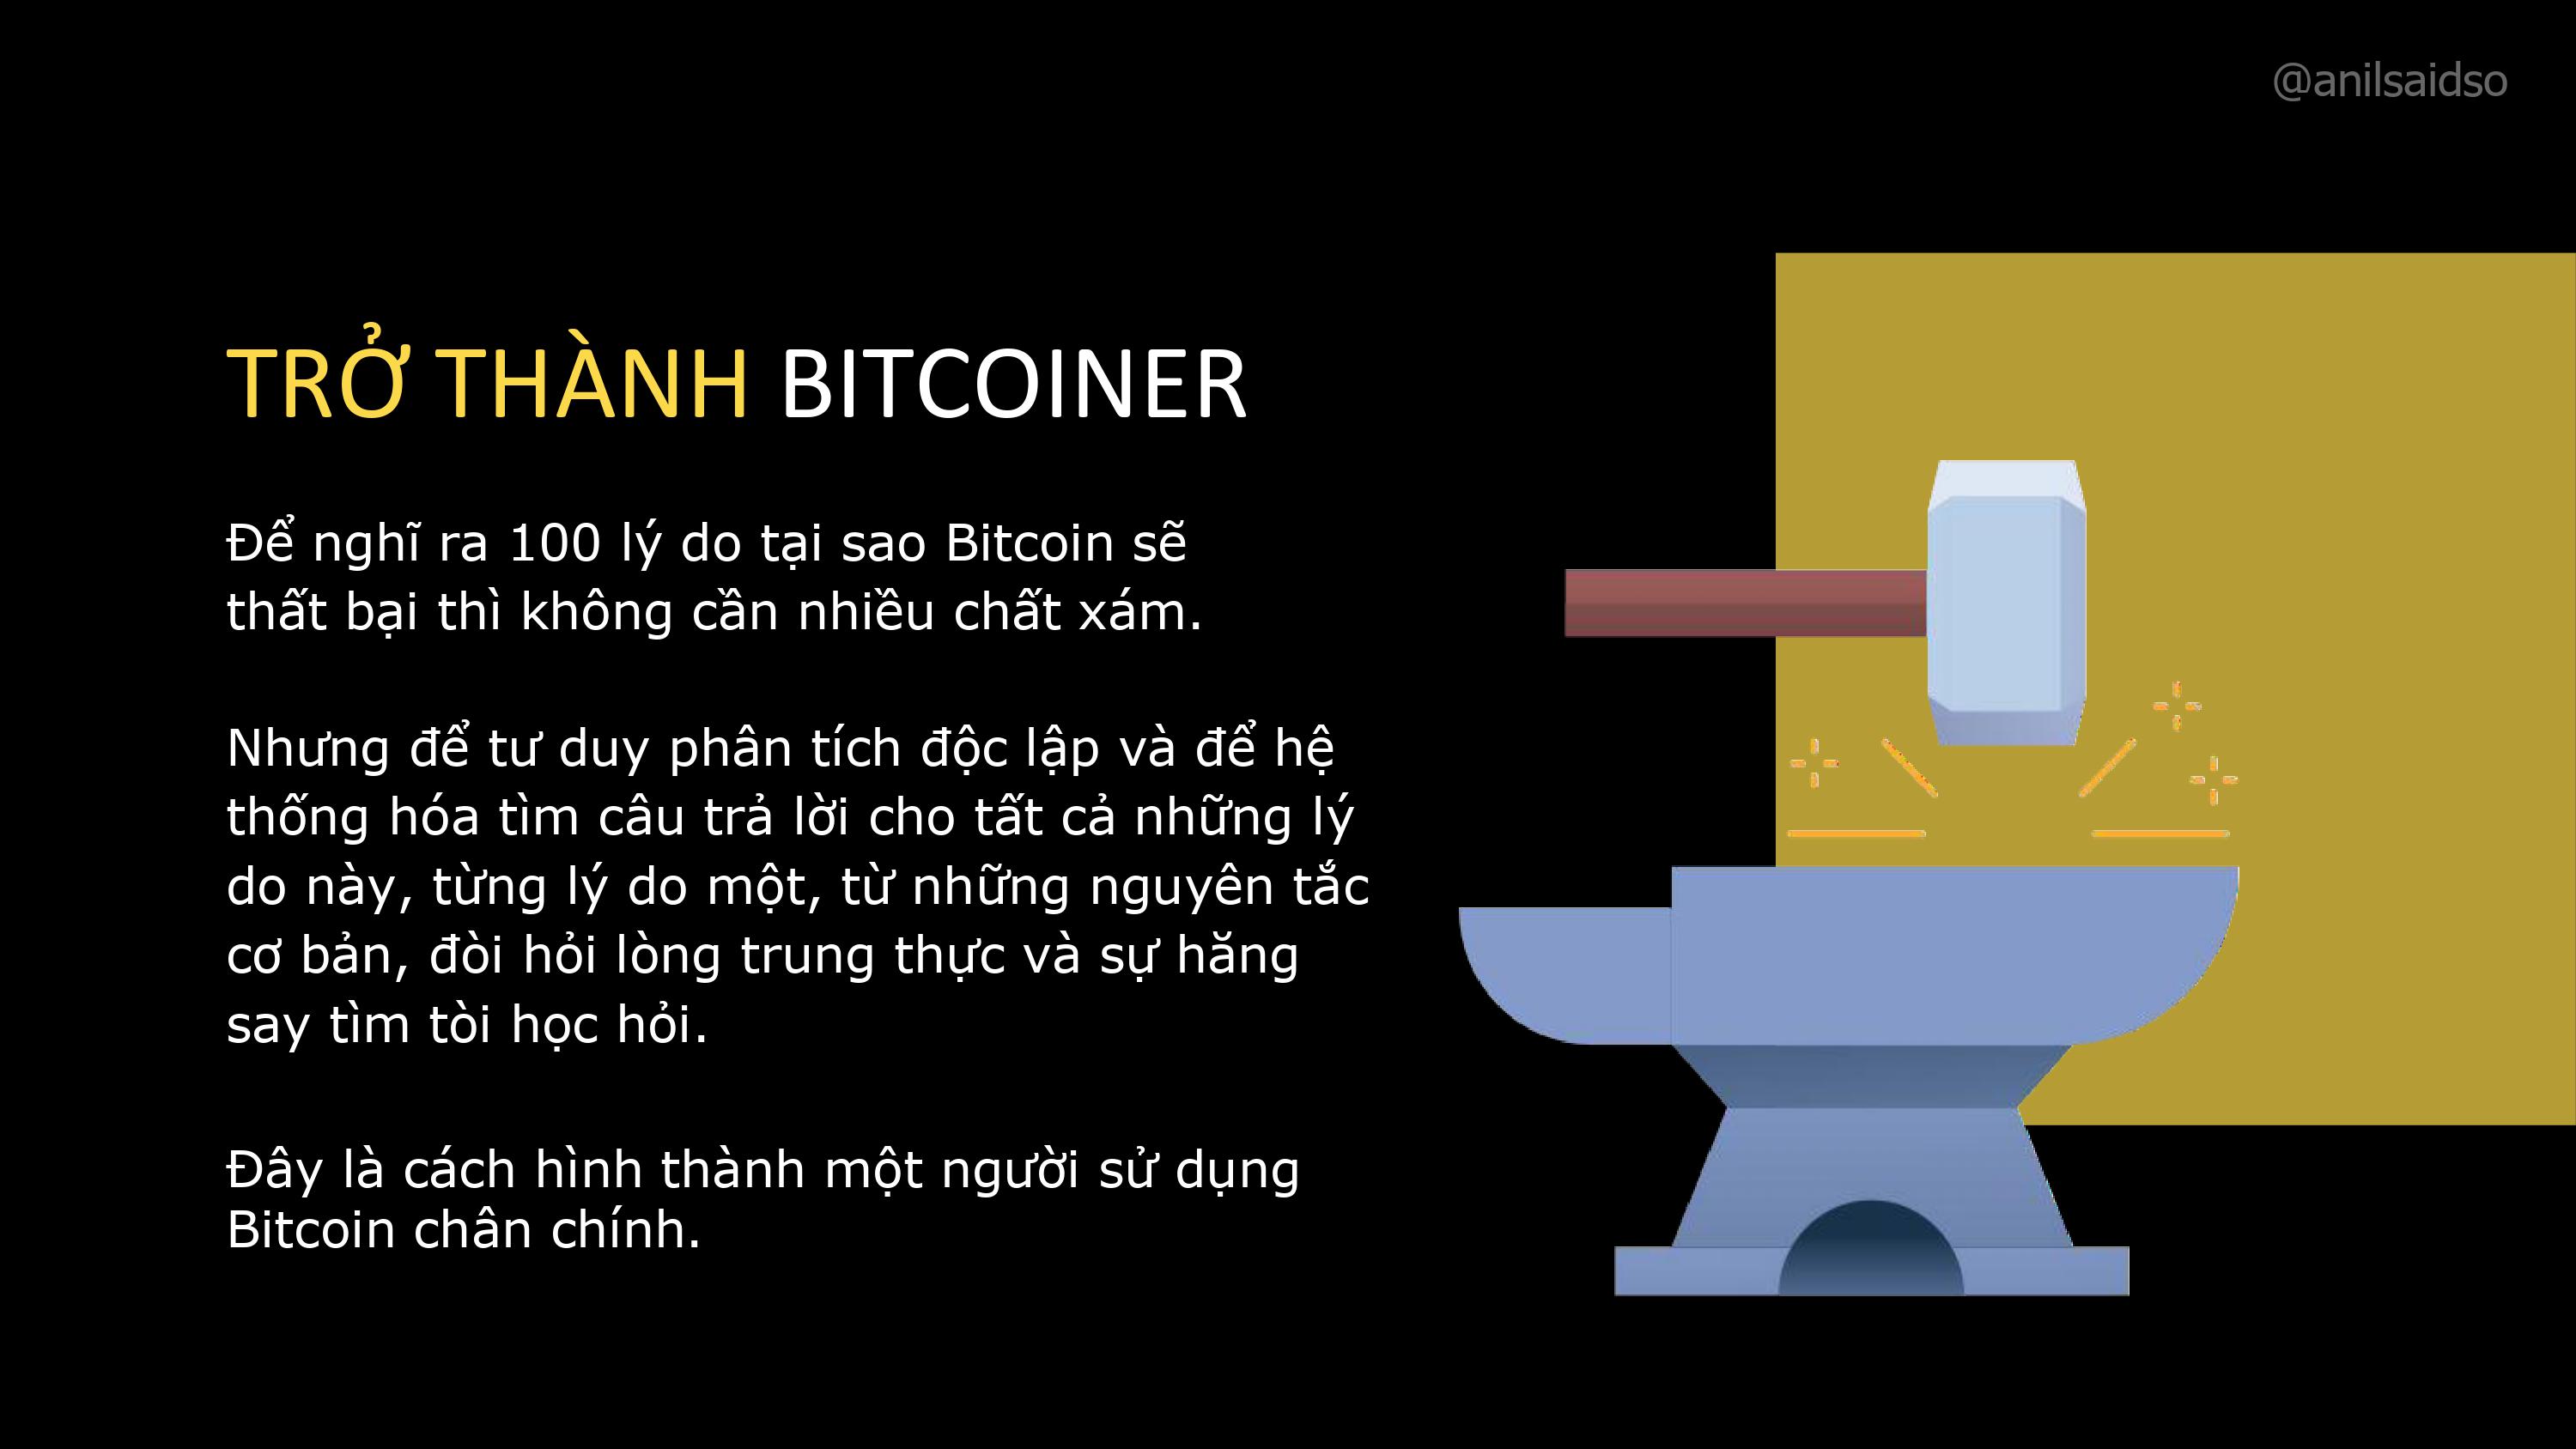 @anilsaidso
TRỞ THÀNH BITCOINER
Để nghĩ ra 100 lý do tại sao Bitcoin sẽ
thất bại thì không cần nhiều chất xám.
Nhưng để tư duy phân tích độc lập và để hệ
thống hóa tìm câu trả lời cho tất cả những lý
do này, từng lý do một, từ những nguyên tắc
cơ bản, đòi hỏi lòng trung thực và sự hăng
say tìm tòi học hỏi.
Đây là cách hình thành một người sử dụng
Bitcoin chân chính.